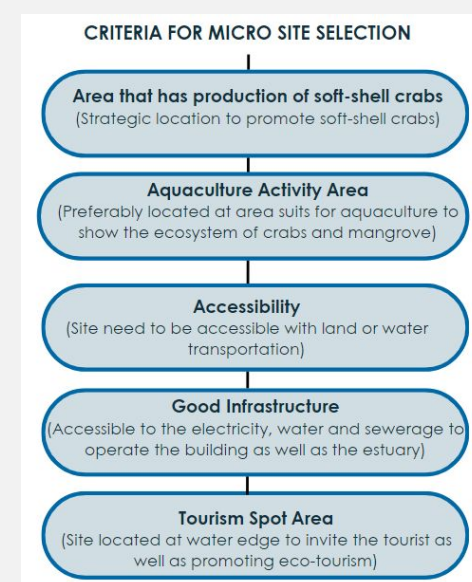 CRITERIA FOR MICRO SITE SELECTION
Area that has production of soft-shell crabs
(Strategic location to promote soft-shell crabs)
Aquaculture Activity Area
(Preferably located at area suits for aquaculture to
show the ecosystem of crabs and mangrove)
Accessibility
(Site need to be accessible with land or water
transportation)
Good Infrastructure
(Accessible to the electricity, water and sewerage to
operate the building as well as the estuary)
Tourism Spot Area
(Site located at water edge to invite the tourist as
well as promoting eco-tourism)